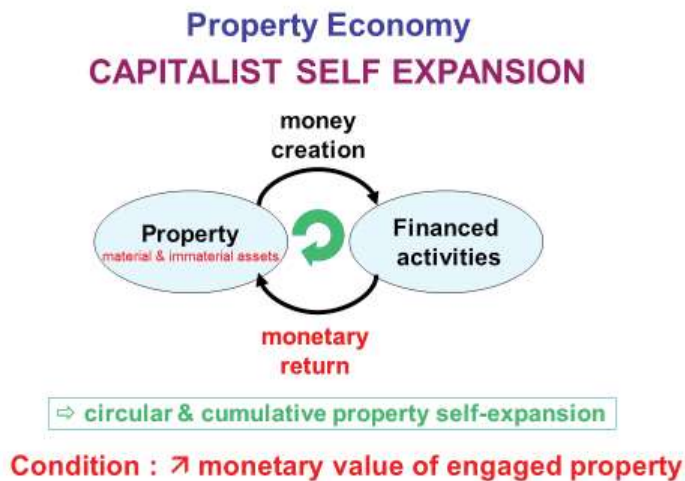 Property Economy
CAPITALIST SELF EXPANSION
money
creation
Property
material & immaterial assets
Financed
activities
monetary
return
⇨ circular & cumulative property self-expansion
Condition : ↗ monetary value of engaged property